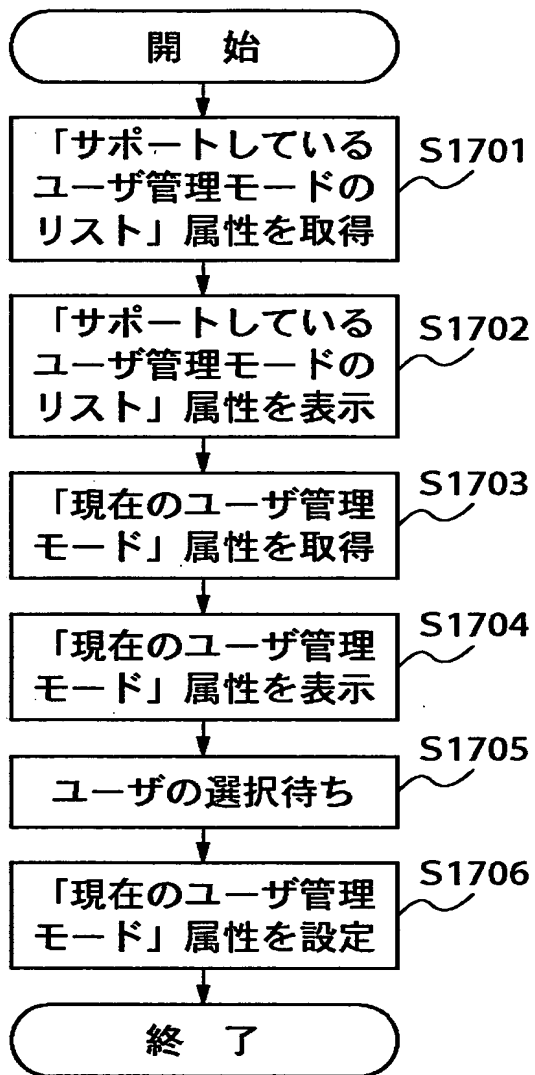 開　始
「サポートしている
ユーザ管理モードの
リスト」属性を取得
S1701
「サポートしている
ユーザ管理モードの
リスト」属性を表示
S1702
「現在のユーザ管理
モード」属性を取得
S1703
「現在のユーザ管理
モード」属性を表示
S1704
ユーザの選択待ち
S1705
「現在のユーザ管理
モード」属性を設定
S1706
終　了